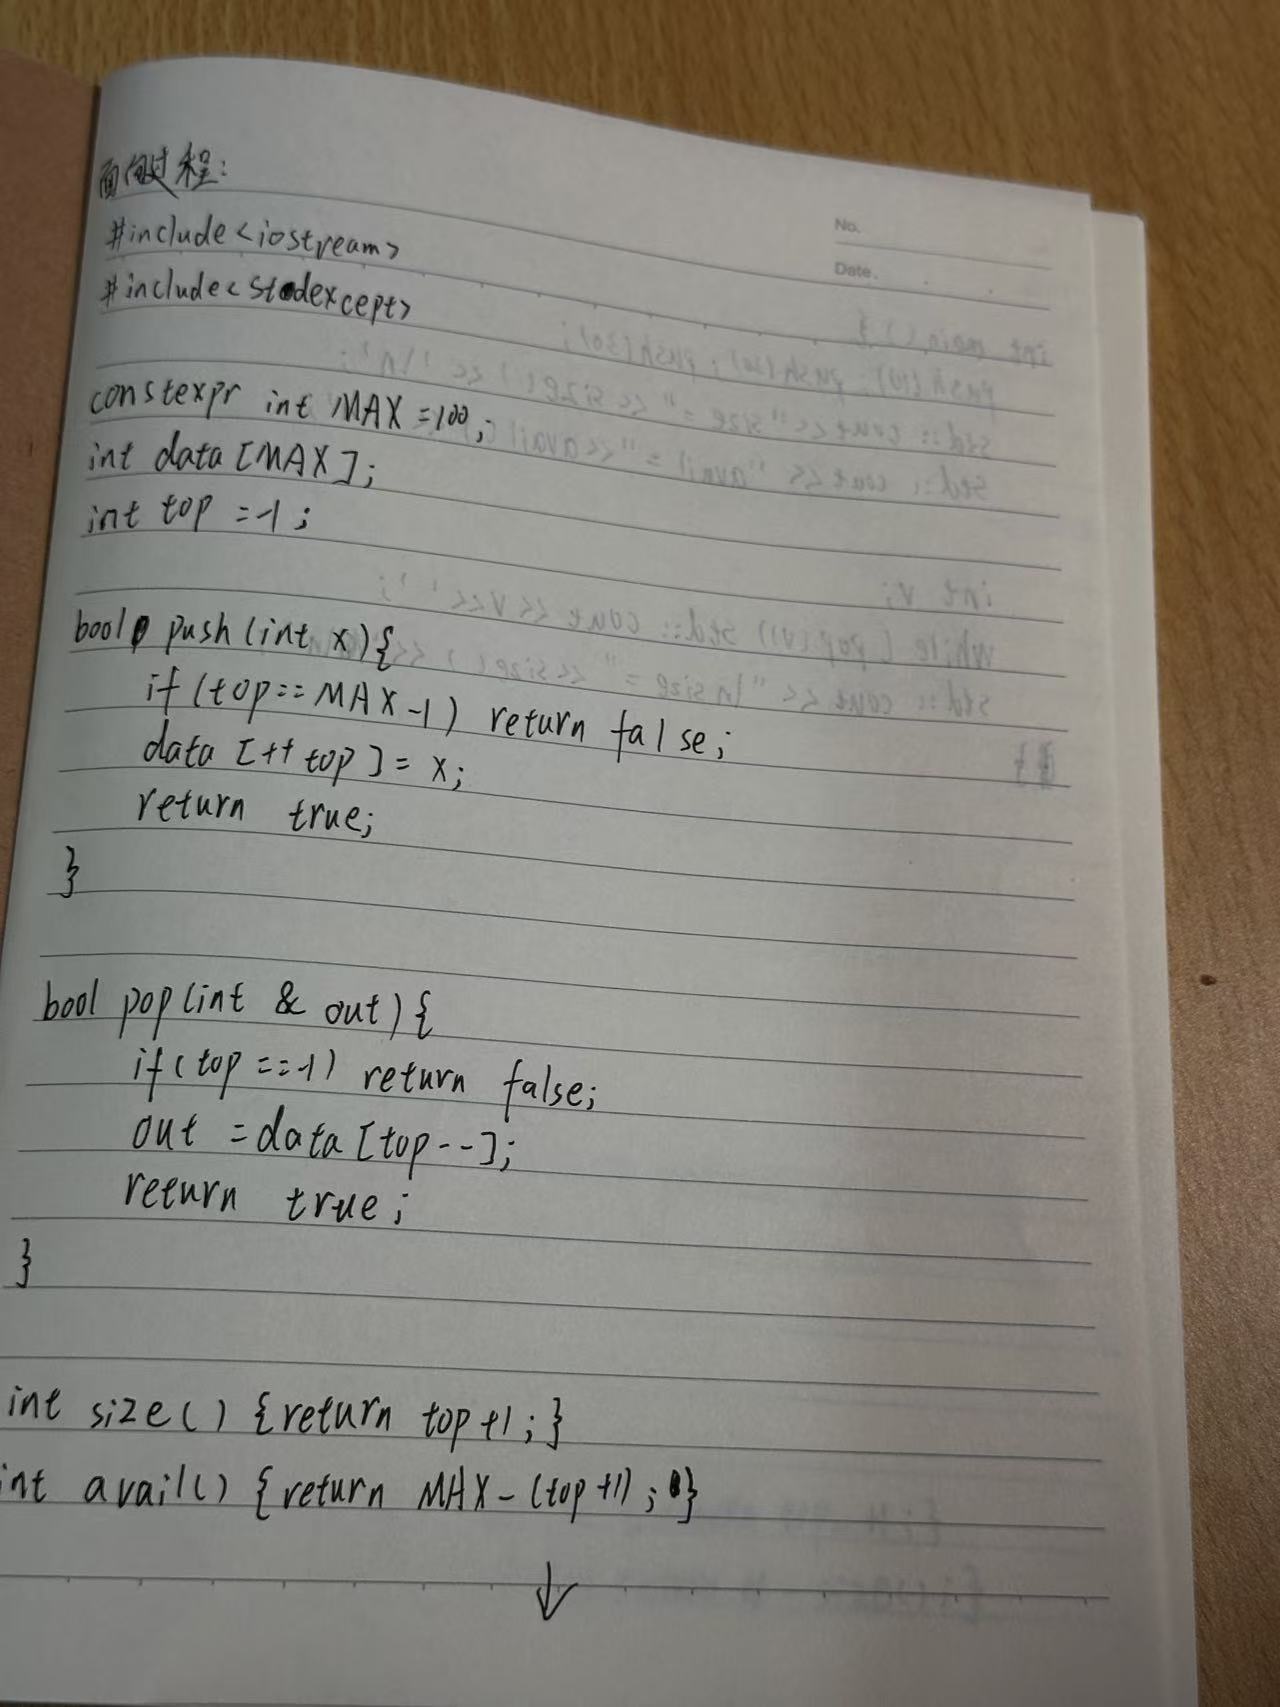 面向过程:
#include<iostream>
#include<stdexcept>
No.
Date.
constexpr int MAX=100;
int data[MAX];
int top =-1;
bool push(int x){
if(top==MAX-1) return false;
data [++top]= x;
return true;
}
bool pop(int & out){
if(top==-1) return false;
out =data[top--];
return true;
}
int size() {return top+1;}
int avail() {return MAX-(top+1);}
↓